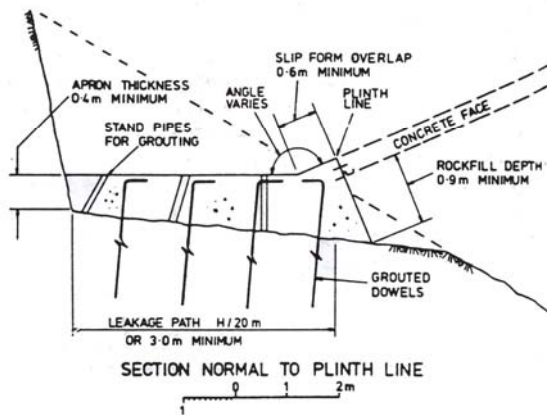 SLIP FORM OVERLAP
0·6m MINIMUM
APRON THICKNESS
0·4m MINIMUM
ANGLE
VARIES
PLINTH
LINE
CONCRETE FACE
STAND PIPES
FOR GROUTING
ROCKFILL DEPTH
0·9m MINIMUM
GROUTED
DOWELS
LEAKAGE PATH H/20m
OR 3·0m MINIMUM
SECTION NORMAL TO PLINTH LINE
1 0 1 2m